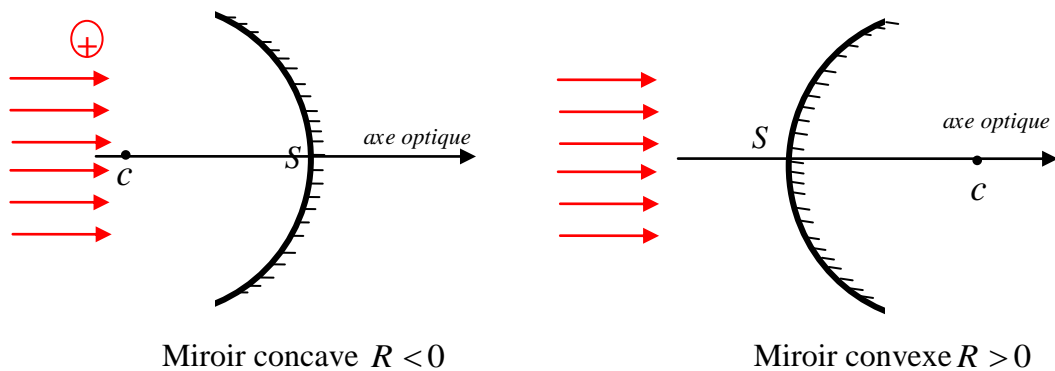 +
axe optique
S
c
Miroir concave R < 0
axe optique
S
c
Miroir convexe R > 0